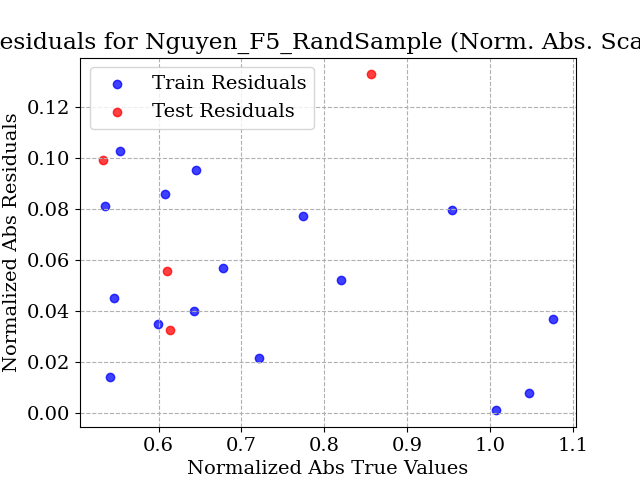 esiduals for Nguyen_F5_RandSample (Norm. Abs. Sca
Train Residuals
Test Residuals
Normalized Abs Residuals
0.12
0.10
0.08
0.06
0.04
0.02
0.00
0.6 0.7 0.8 0.9 1.0 1.1
Normalized Abs True Values